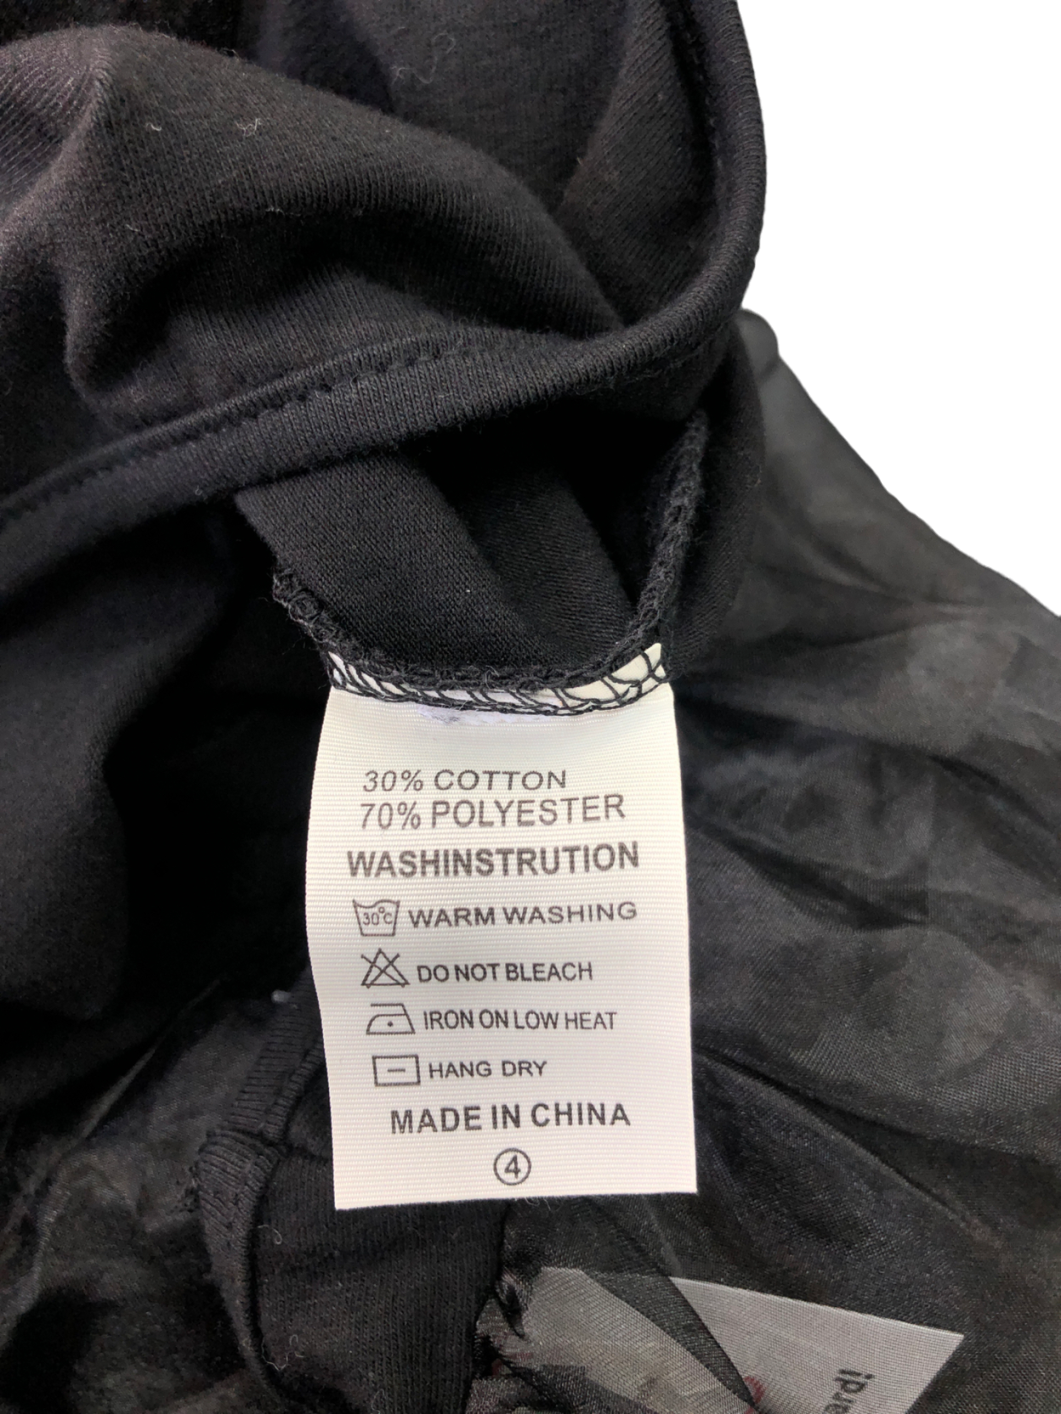 30% COTTON
70% POLYESTER
WASHINSTRUTION
30°C WARM WASHING
DO NOT BLEACH
IRON ON LOW HEAT
HANG DRY
MADE IN CHINA
④